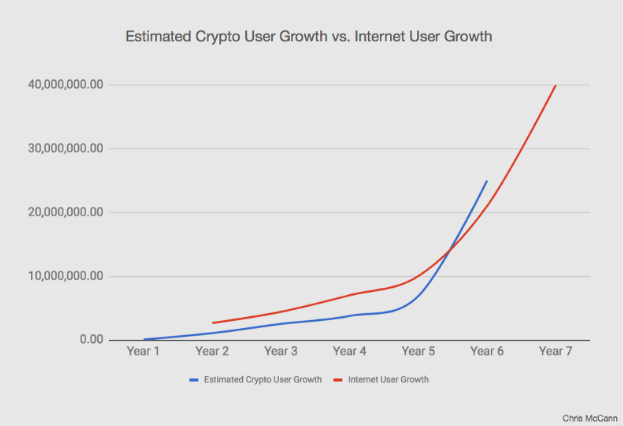 Estimated Crypto User Growth vs. Internet User Growth
40,000,000.00
30,000,000.00
20,000,000.00
10,000,000.00
0.00
Year 1 Year 2 Year 3 Year 4 Year 5 Year 6 Year 7
Estimated Crypto User Growth Internet User Growth
Chris McCann